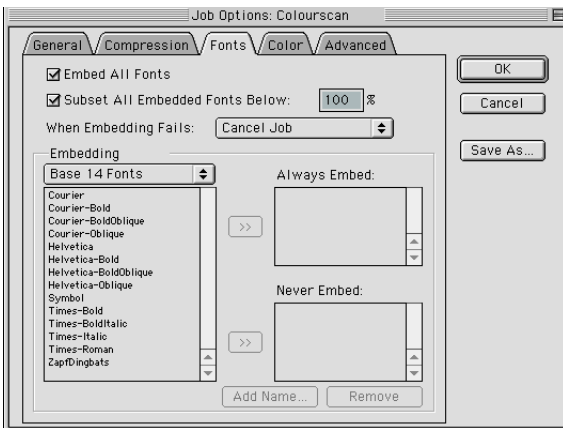 Job Options: Colourscan
General Compression Fonts Color Advanced
Embed All Fonts
Subset All Embedded Fonts Below: 100 %
When Embedding Fails: Cancel Job
OK
Cancel
Save As...
Embedding
Base 14 Fonts
Courier
Courier-Bold
Courier-BoldOblique
Courier-Oblique
Helvetica
Helvetica-Bold
Helvetica-BoldOblique
Helvetica-Oblique
Symbol
Times-Bold
Times-BoldItalic
Times-Italic
Times-Roman
ZapfDingbats
>>
>>
Always Embed:
Never Embed:
Add Name... Remove